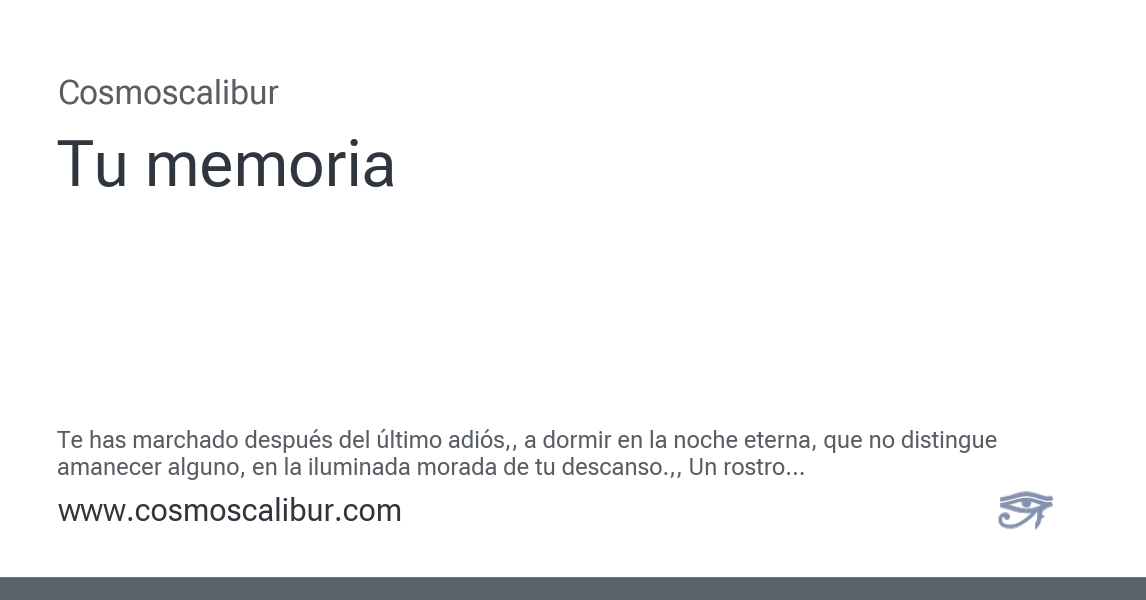 Cosmoscalibur
Tu memoria
Te has marchado después del último adiós,, a dormir en la noche eterna, que no distingue
amanecer alguno, en la iluminada morada de tu descanso.,, Un rostro...
www.cosmoscalibur.com